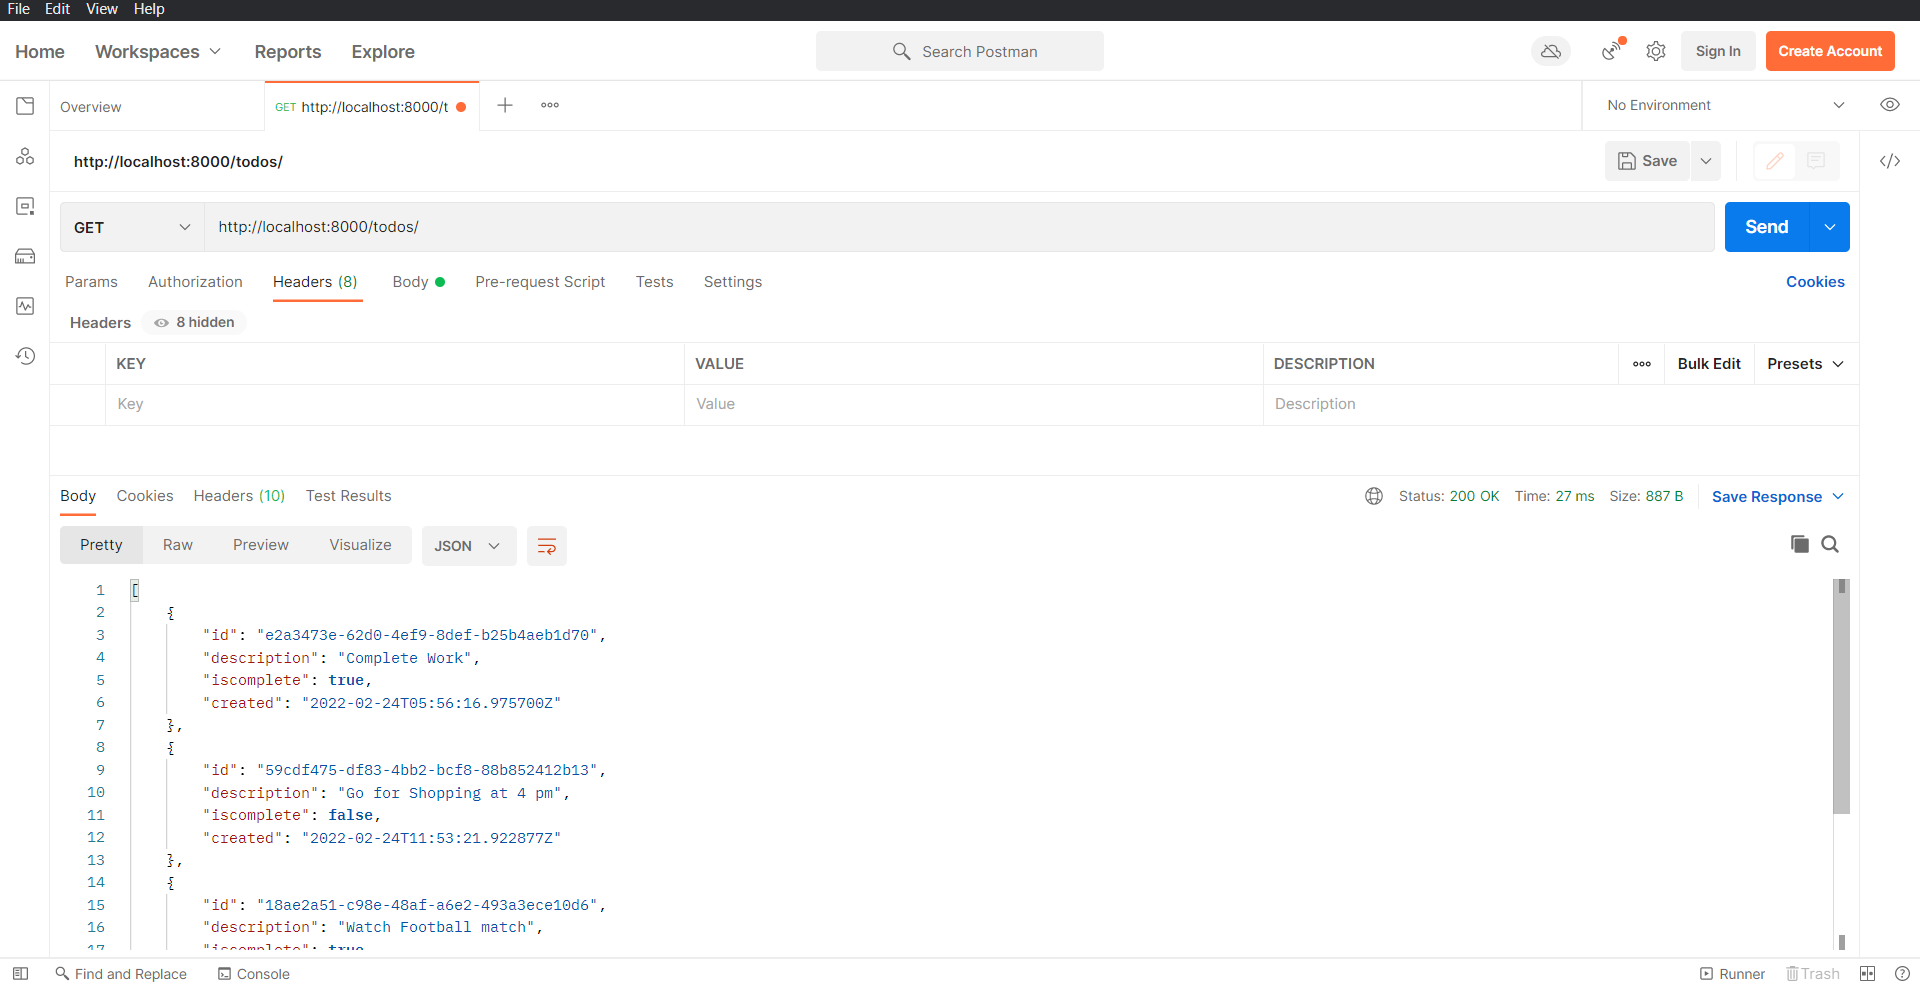 File Edit View Help
Home Workspaces Reports Explore Search Postman Sign In Create Account
Overview GET http://localhost:8000/t No Environment
http://localhost:8000/todos/ Save
GET http://localhost:8000/todos/ Send
Params Authorization Headers (8) Body Pre-request Script Tests Settings Cookies
Headers 8 hidden
KEY VALUE DESCRIPTION Bulk Edit Presets
Key Value Description
Body Cookies Headers (10) Test Results Status: 200 OK Time: 27 ms Size: 887 B Save Response
Pretty Raw Preview Visualize JSON
1 [
2 {
3 "id": "e2a3473e-62d0-4ef9-8def-b25b4aeb1d70",
4 "description": "Complete Work",
5 "iscomplete": true,
6 "created": "2022-02-24T05:56:16.975700Z"
7 },
8 {
9 "id": "59cdf475-df83-4bb2-bcf8-88b852412b13",
10 "description": "Go for Shopping at 4 pm",
11 "iscomplete": false,
12 "created": "2022-02-24T11:53:21.922877Z"
13 },
14 {
15 "id": "18ae2a51-c98e-48af-a6e2-493a3ece10d6",
16 "description": "Watch Football match",
17 "iscomplete": true
Find and Replace Console Runner Trash